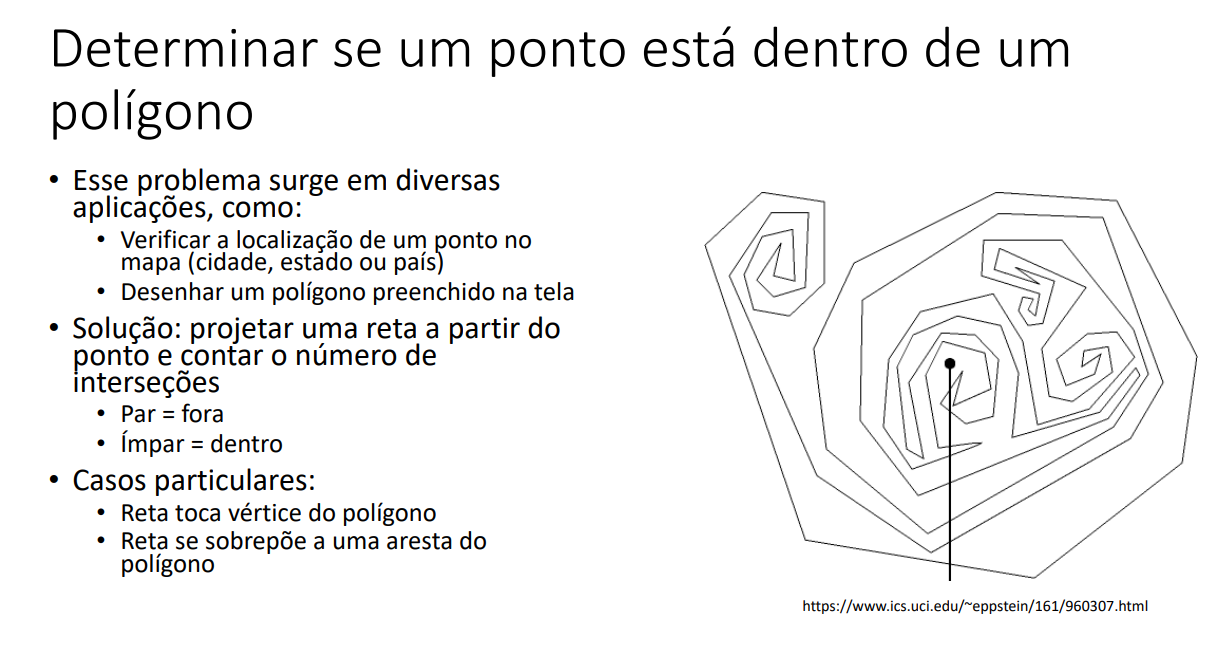 Determinar se um ponto está dentro de um
polígono
• Esse problema surge em diversas
aplicações, como:
• Verificar a localização de um ponto no
mapa (cidade, estado ou país)
• Desenhar um polígono preenchido na tela
• Solução: projetar uma reta a partir do
ponto e contar o número de
interseções
• Par = fora
• Ímpar = dentro
• Casos particulares:
• Reta toca vértice do polígono
• Reta se sobrepõe a uma aresta do
polígono
https://www.ics.uci.edu/~eppstein/161/960307.html